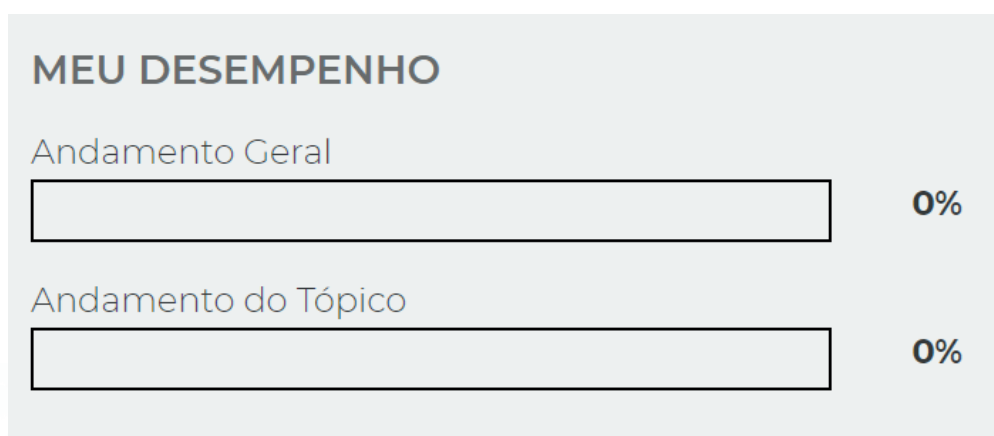 MEU DESEMPENHO
Andamento Geral
0%
Andamento do Tópico
0%